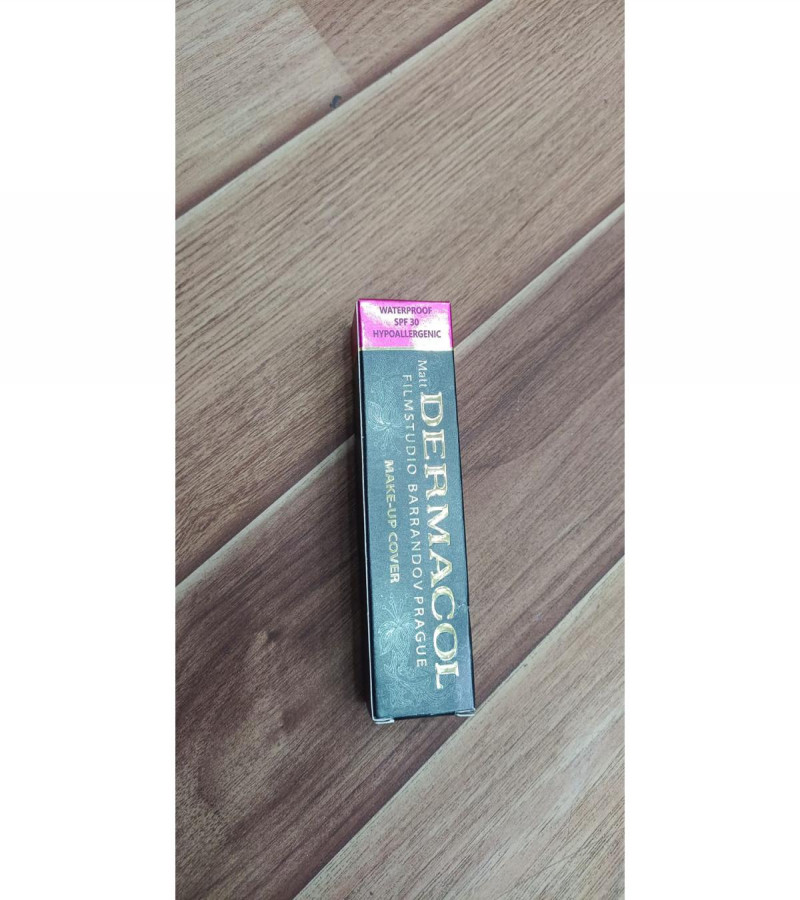 WATERPROOF
SPF 30
HYPOALLERGENIC
Matt DERMACOL
FILMSTUDIO BARRANDOV PRAGUE
MAKE-UP COVER